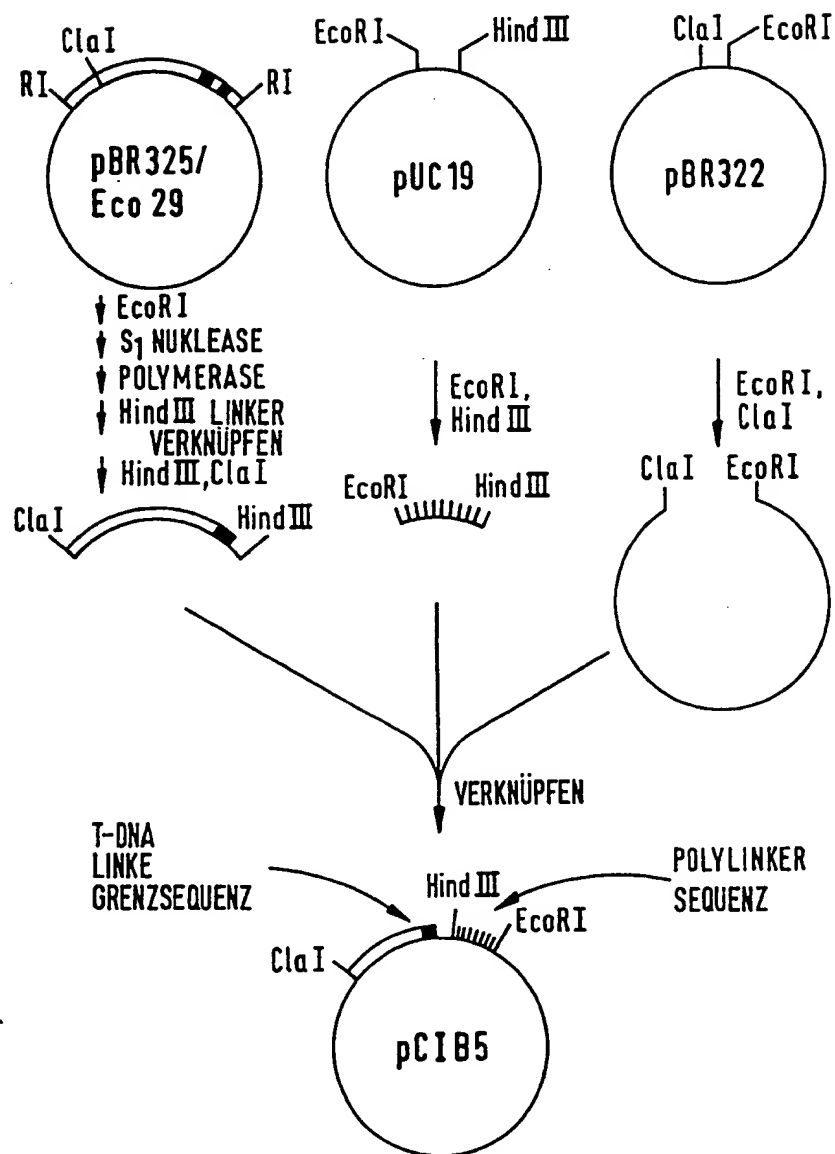 ClaI
RI
RI
pBR325/
Eco 29
EcoRI
HindIII
pUC19
ClaI
EcoRI
pBR322
EcoRI
S1 NUKLEASE
POLYMERASE
HindIII LINKER
VERKNÜPFEN
HindIII, ClaI
ClaI
HindIII
EcoRI,
HindIII
EcoRI
HindIII
EcoRI,
ClaI
ClaI
EcoRI
VERKNÜPFEN
T-DNA
LINKE
GRENZSEQUENZ
POLYLINKER
SEQUENZ
HindIII
EcoRI
ClaI
pCIB5